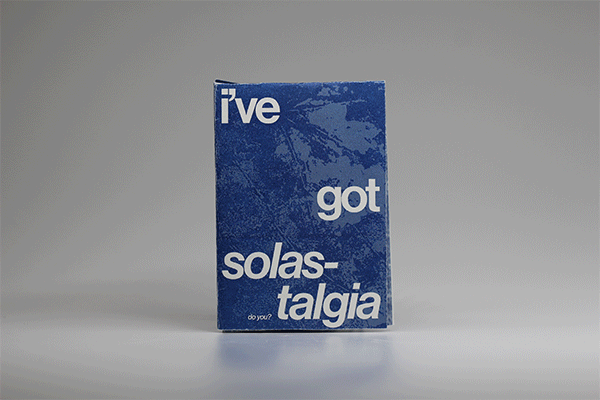 i've
got
solas-
do you? talgia